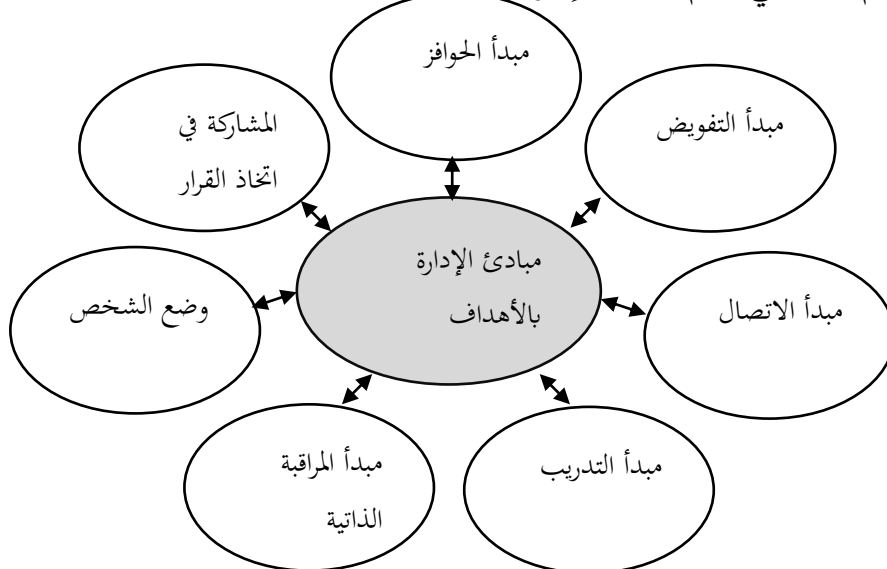 مبدأ الحوافز
المشاركة في
اتخاذ القرار
مبدأ التفويض
مبادئ الإدارة
بالأهداف
وضع الشخص
مبدأ الاتصال
مبدأ المراقبة
الذاتية
مبدأ التدريب